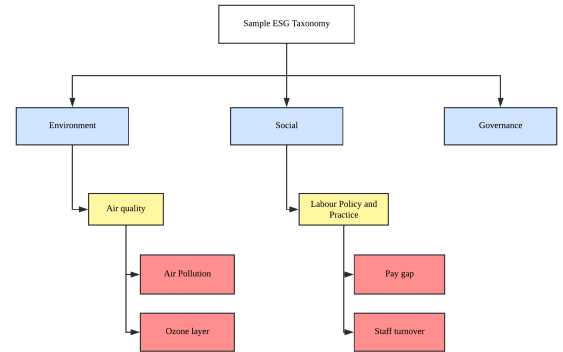 Sample ESG Taxonomy
Environment
Social
Governance
Air quality
Labour Policy and
Practice
Air Pollution
Pay gap
Ozone layer
Staff turnover